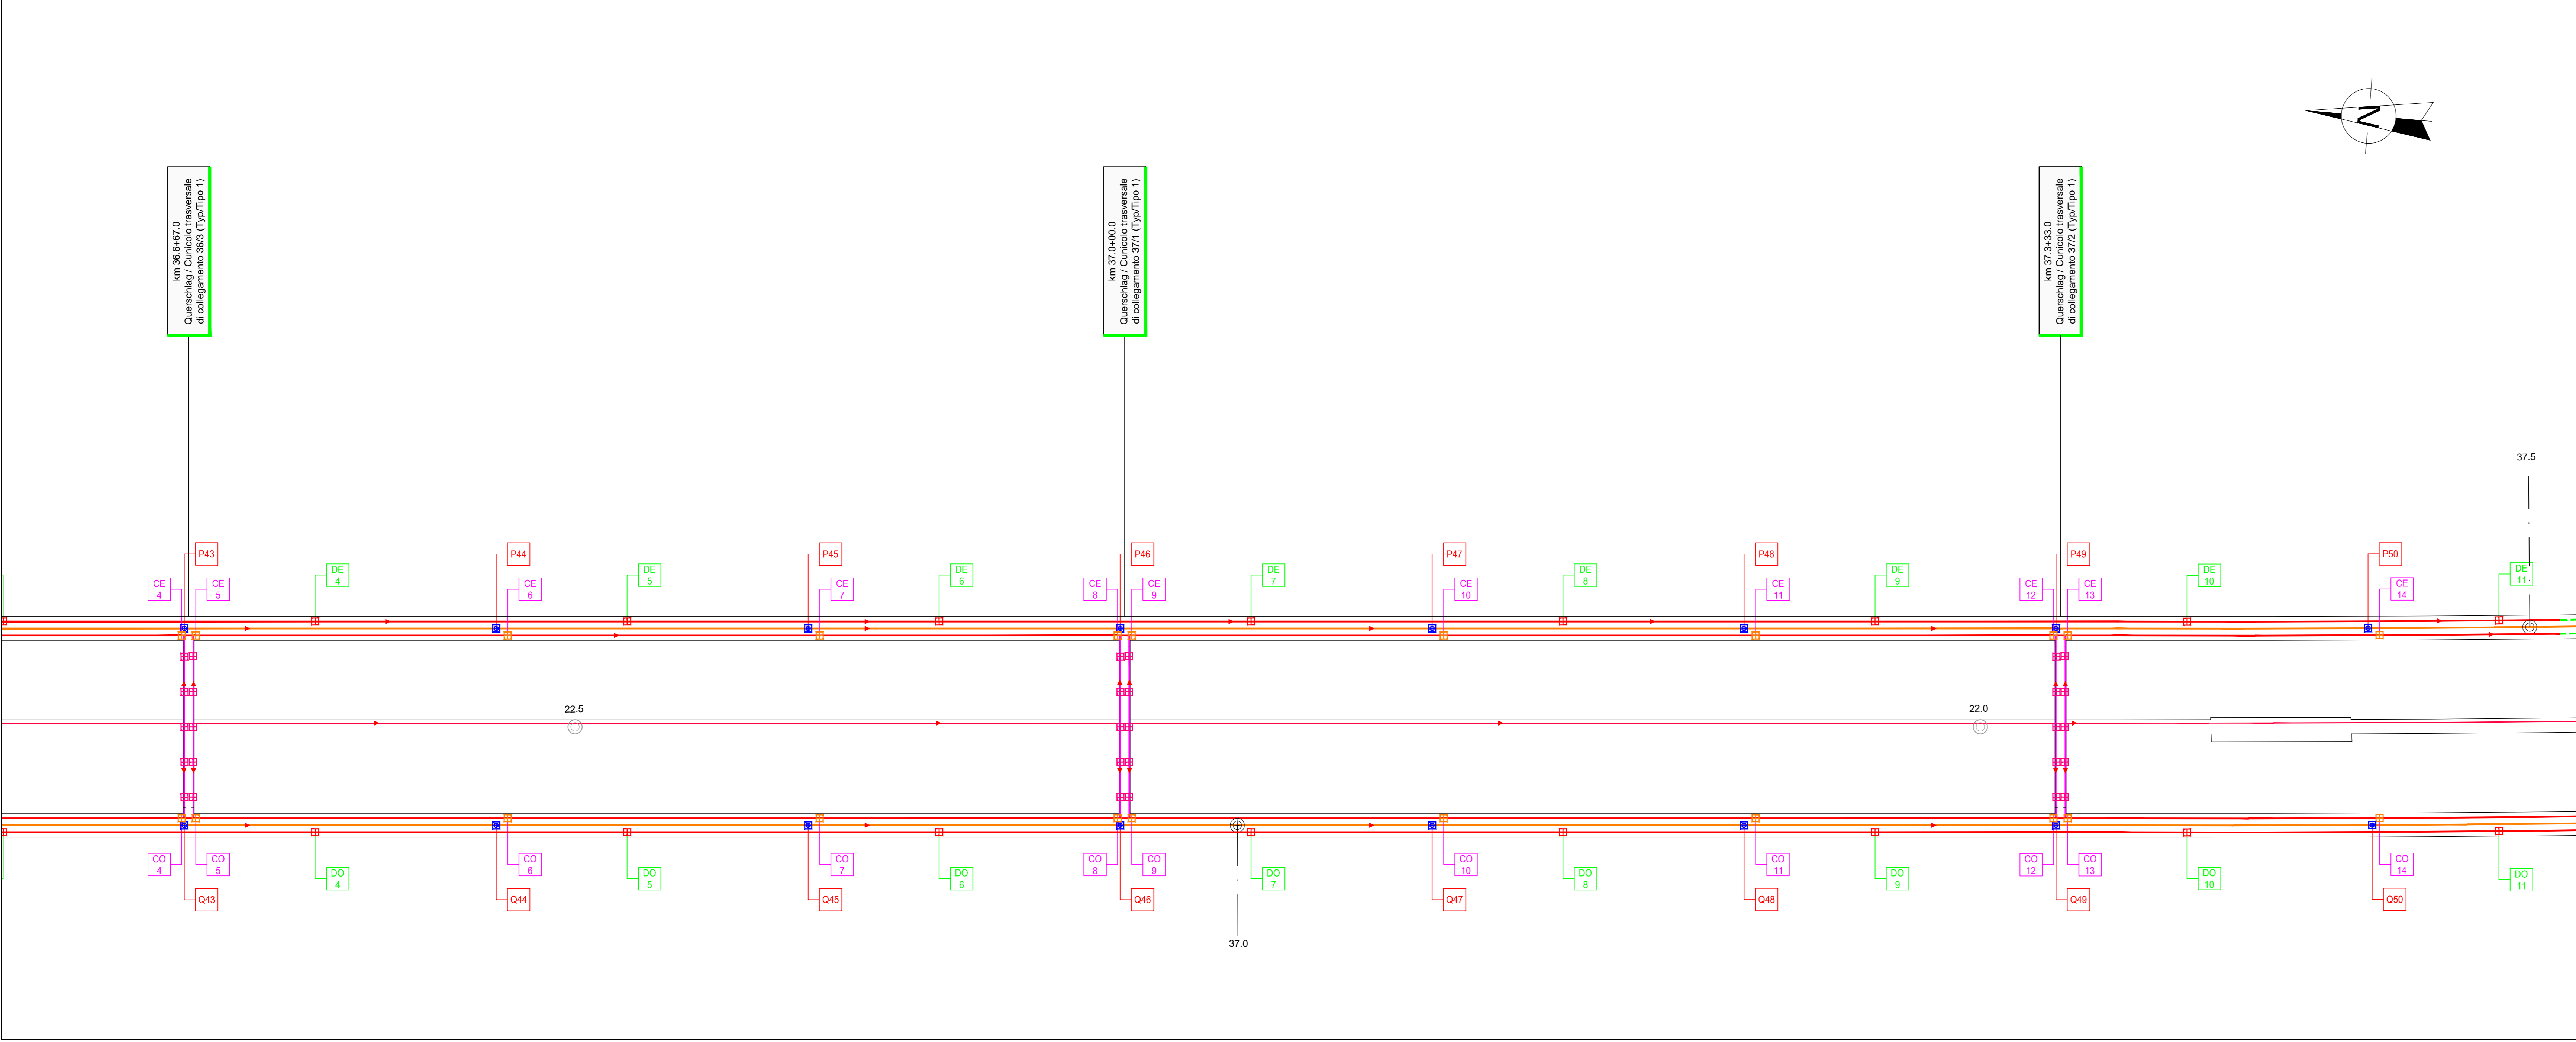 km 36.6+67.0
Querschlag / Cunicolo trasversale
di collegamento 36/3 (Typ/Tipo 1)
km 37.0+00.0
Querschlag / Cunicolo trasversale
di collegamento 37/1 (Typ/Tipo 1)
km 37.3+33.0
Querschlag / Cunicolo trasversale
di collegamento 37/2 (Typ/Tipo 1)
N
37.5
P43
P44
P45
P46
P47
P48
P49
P50
DE
4
DE
5
DE
6
DE
7
DE
8
DE
9
DE
10
DE
11
CE
4
CE
5
CE
6
CE
7
CE
8
CE
9
CE
10
CE
11
CE
12
CE
13
CE
14
22.5
22.0
CO
4
CO
5
CO
6
CO
7
CO
8
CO
9
CO
10
CO
11
CO
12
CO
13
CO
14
DO
4
DO
5
DO
6
DO
7
DO
8
DO
9
DO
10
DO
11
Q43
Q44
Q45
Q46
Q47
Q48
Q49
Q50
37.0